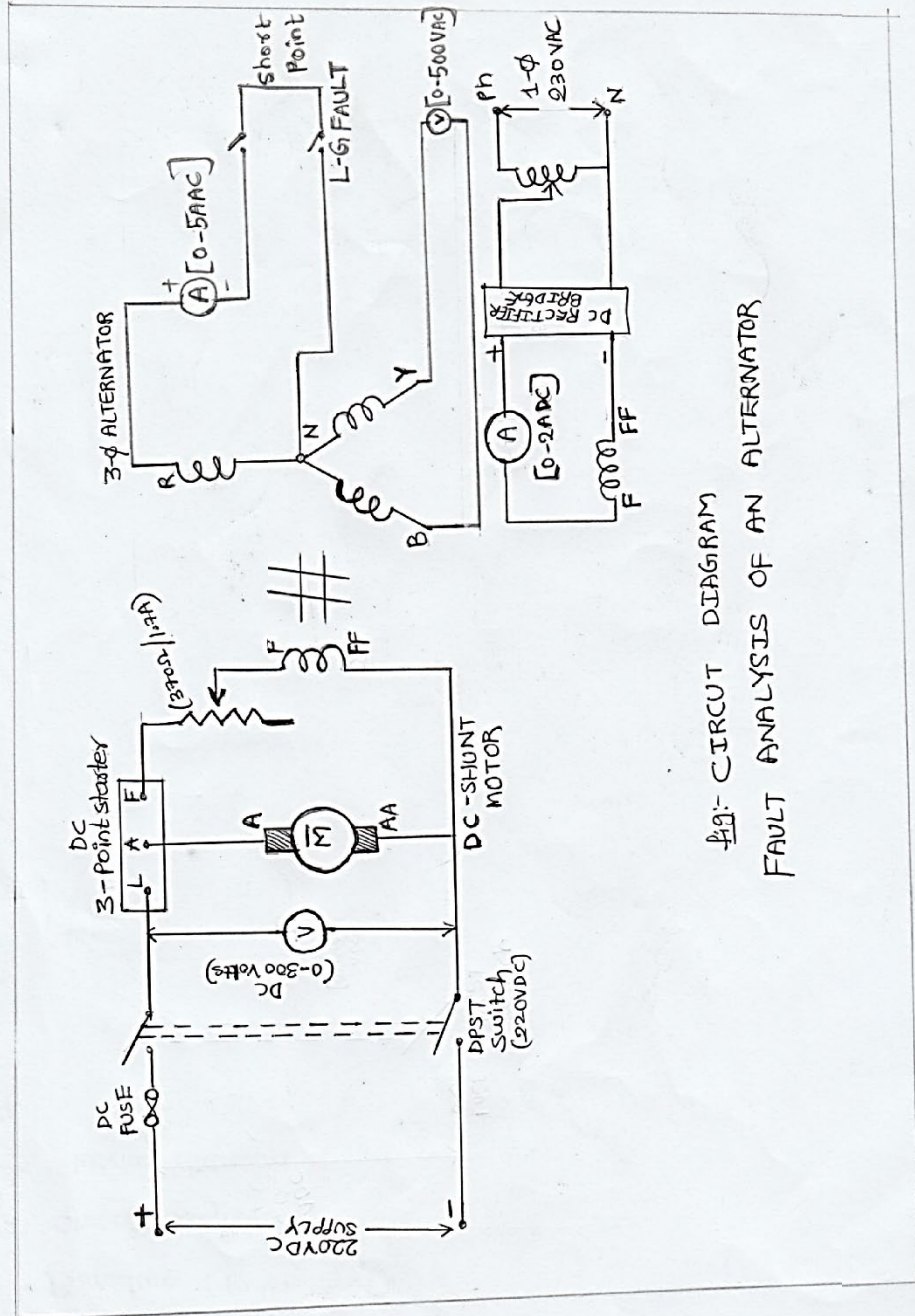 220VDC
SUPPLY
+
-
DC
FUSE
DPST
Switch
(220VDC)
DC
(0-300 Volts)
V
DC
3-Point starter
L A F
A
M
AA
DC-SHUNT
MOTOR
(370Ω/1.7A)
F
FF
3-ϕ ALTERNATOR
R
N
B
Y
+
A [0-5AAC]
-
Short
Point
L-G FAULT
V [0-500VAC]
A
[0-2ADC]
+
-
F FF
DC RECTIFIER
BRIDGE
Ph
1-ϕ
230VAC
N
fig:- CIRCUT DIAGRAM
FAULT ANALYSIS OF AN ALTERNATOR